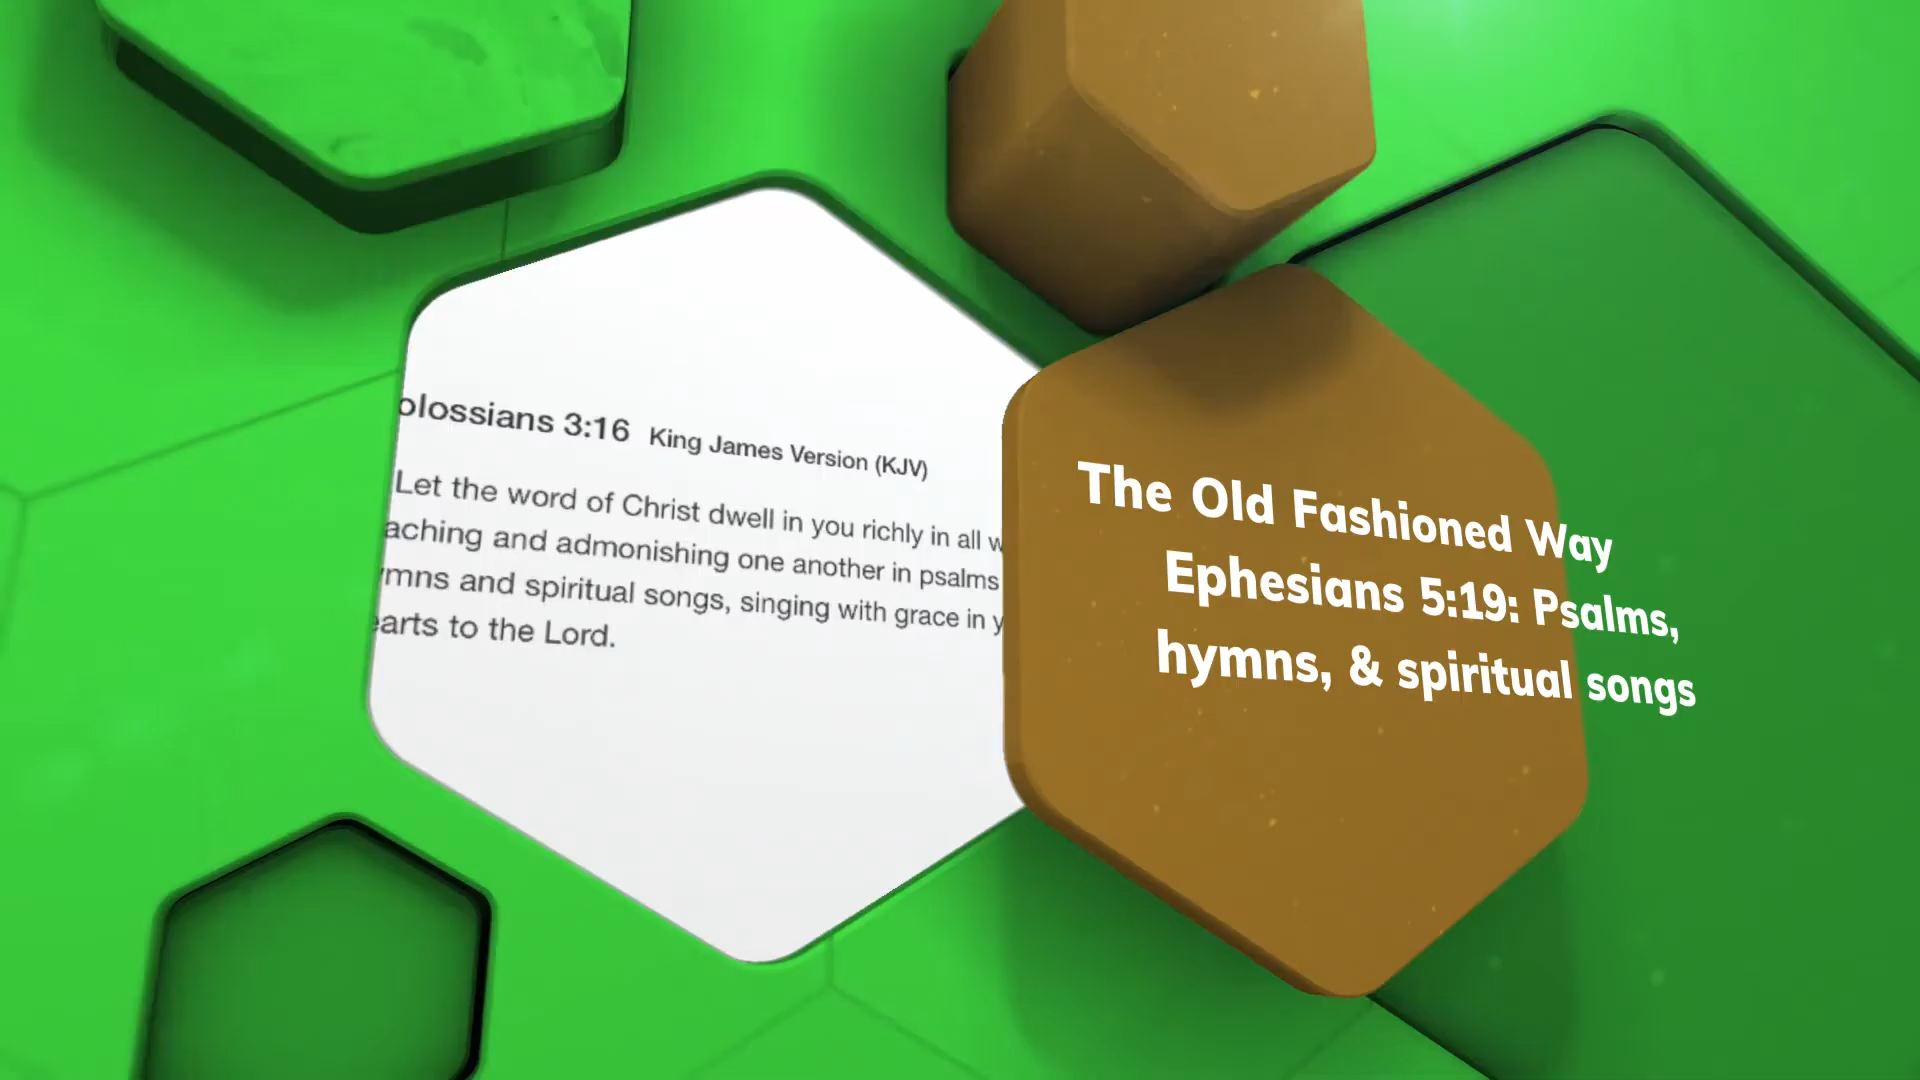 olossians 3:16 King James Version (KJV)
Let the word of Christ dwell in you richly in all w
aching and admonishing one another in psalms
mns and spiritual songs, singing with grace in y
earts to the Lord.
The Old Fashioned Way
Ephesians 5:19: Psalms,
hymns, & spiritual songs